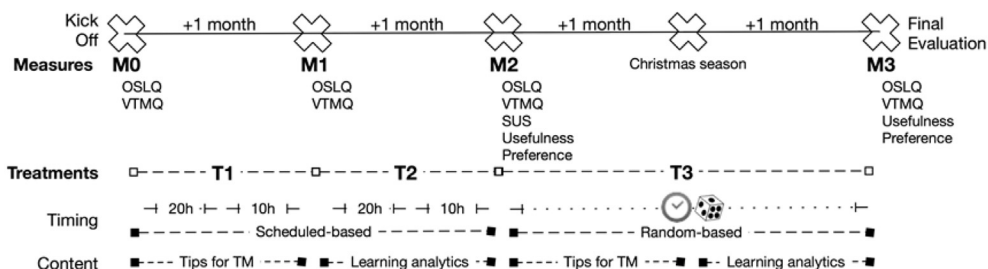 Kick Off +1 month +1 month +1 month +1 month Final Evaluation
Measures M0 M1 M2 Christmas season M3
OSLQ OSLQ OSLQ OSLQ
VTMQ VTMQ VTMQ VTMQ
SUS Usefulness
Usefulness Preference
Preference
Treatments T1 T2 T3
Timing 20h 10h 20h 10h
Scheduled-based Random-based
Content Tips for TM Learning analytics Tips for TM Learning analytics